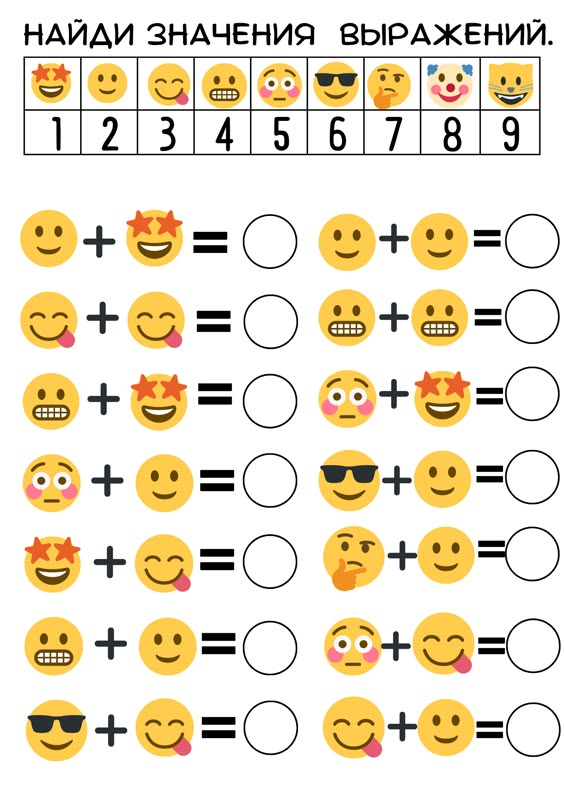 НАЙДИ ЗНАЧЕНИЯ ВЫРАЖЕНИЙ.
🤩 🙂 😋 😬 😳 😎 🤔 🤡 😺
1 2 3 4 5 6 7 8 9
🙂 + 🤩 = 🙂 + 🙂 =
😋 + 😋 = 😬 + 😬 =
😬 + 🤩 = 😳 + 🤩 =
😳 + 🙂 = 😎 + 🙂 =
🤩 + 😋 = 🤔 + 🙂 =
😬 + 🙂 = 😳 + 😋 =
😎 + 😋 = 😋 + 🙂 =